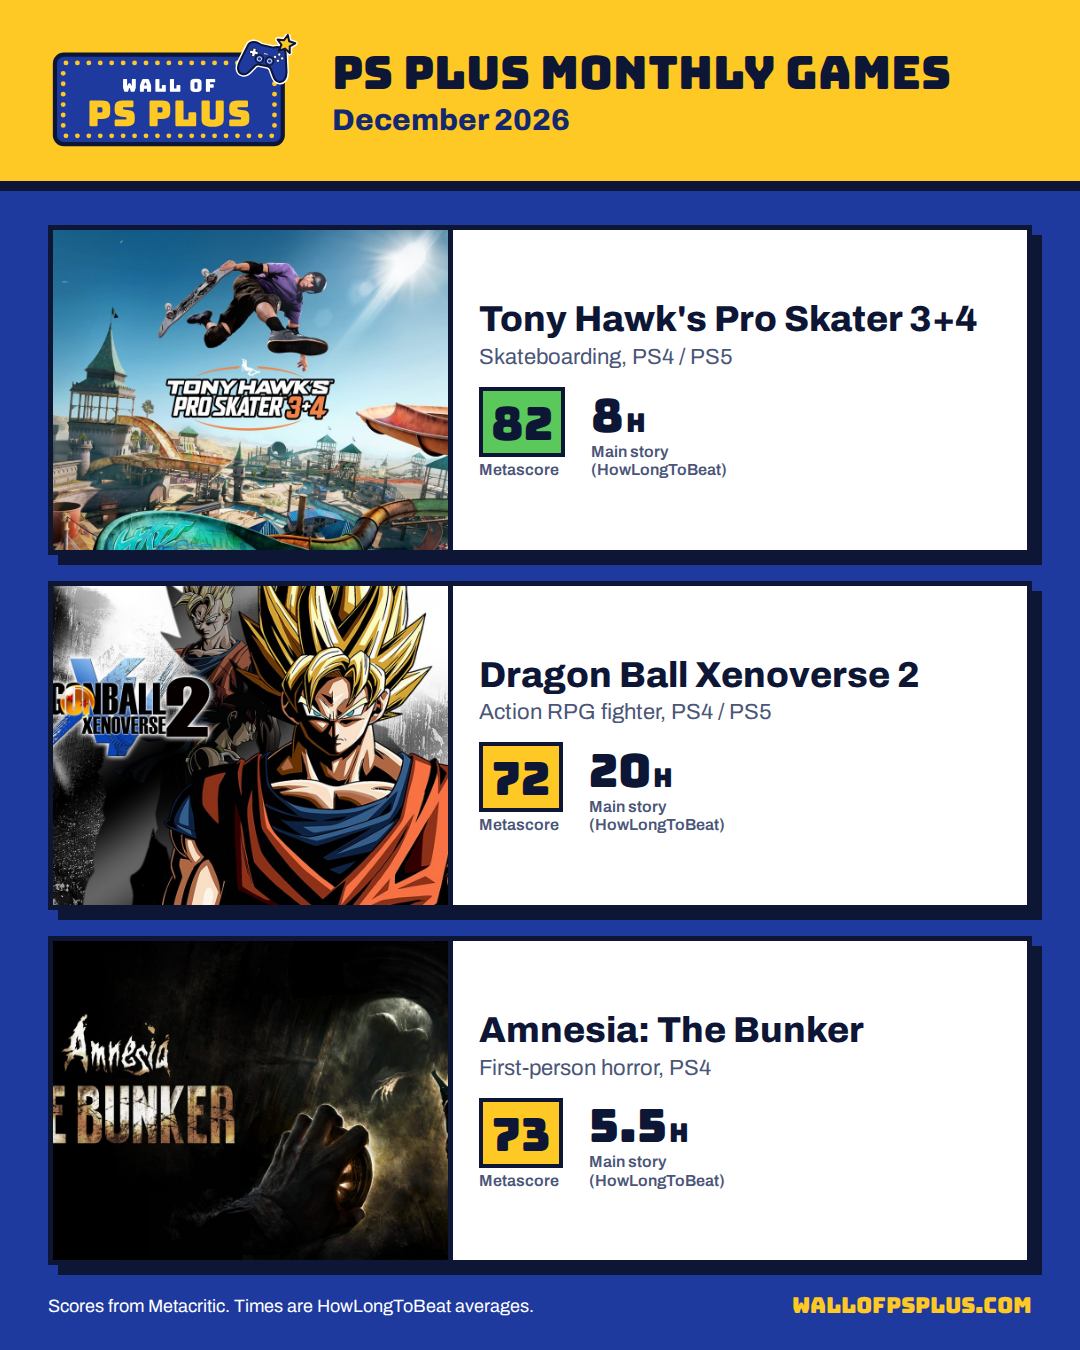 WALL OF
PS PLUS
PS PLUS MONTHLY GAMES
December 2026
TONY HAWK'S
PRO SKATER 3+4
Tony Hawk's Pro Skater 3+4
Skateboarding, PS4 / PS5
82
8H
Metascore
Main story
(HowLongToBeat)
GONBALL
XENOVERSE 2
Dragon Ball Xenoverse 2
Action RPG fighter, PS4 / PS5
72
20H
Metascore
Main story
(HowLongToBeat)
Amnesia
E BUNKER
Amnesia: The Bunker
First-person horror, PS4
73
5.5H
Metascore
Main story
(HowLongToBeat)
Scores from Metacritic. Times are HowLongToBeat averages.
WALLOFPSPLUS.COM